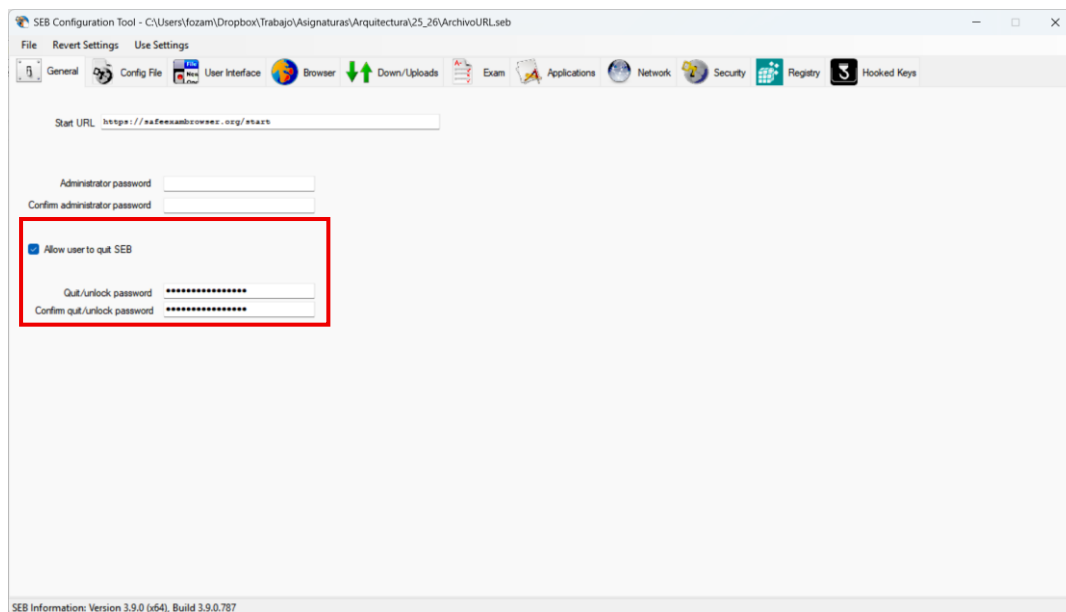 SEB Configuration Tool - C:\Users\fozam\Dropbox\Trabajo\Asignaturas\Arquitectura\25_26\ArchivoURL.seb
File Revert Settings Use Settings
General Config File User Interface Browser Down/Uploads Exam Applications Network Security Registry Hooked Keys
Start URL https://safeexambrowser.org/start
Administrator password
Confirm administrator password
Allow user to quit SEB
Quit/unlock password ••••••••••••••••
Confirm quit/unlock password ••••••••••••••••
SEB Information: Version 3.9.0 (x64), Build 3.9.0.787